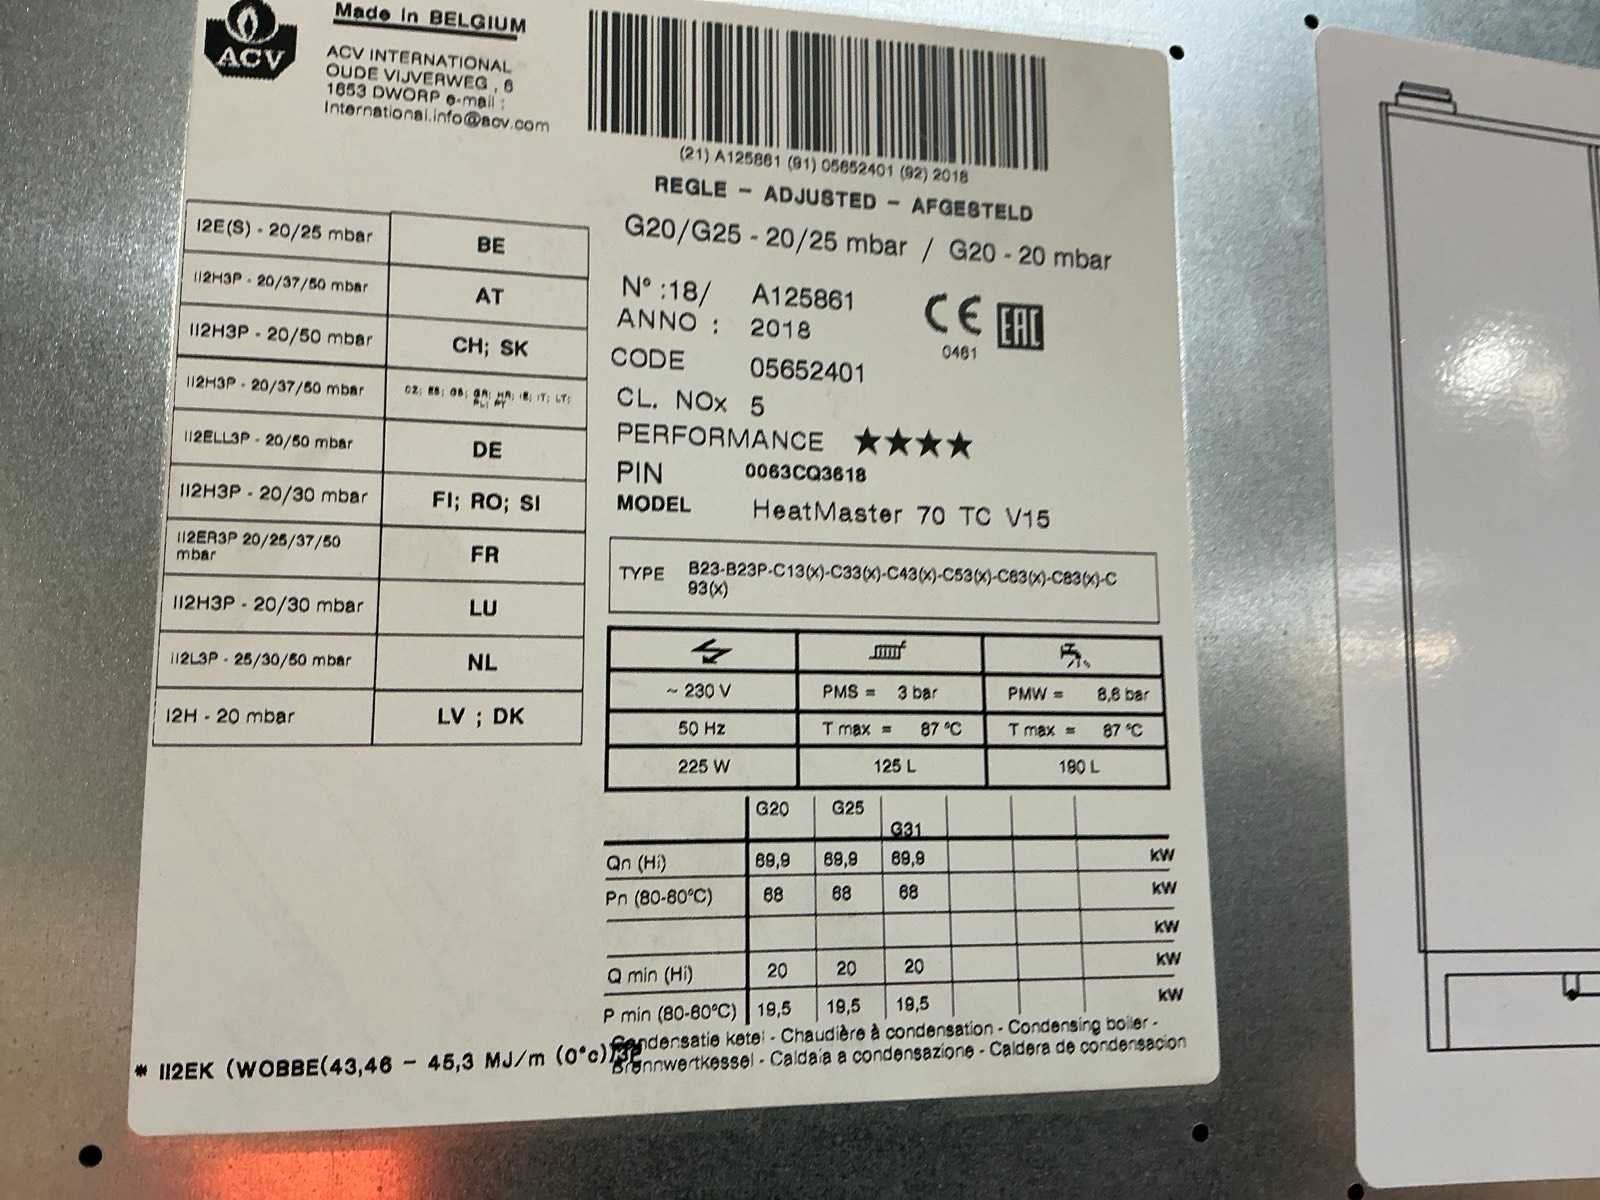 ACV
Made in BELGIUM
ACV INTERNATIONAL
OUDE VIJVERWEG , 6
1653 DWORP e-mail :
International.info@acv.com
(21) A125861 (91) 05652401 (92) 2018
REGLE - ADJUSTED - AFGESTELD
G20/G25 - 20/25 mbar / G20 - 20 mbar
I2E(S) - 20/25 mbar BE
II2H3P - 20/37/50 mbar AT
II2H3P - 20/50 mbar CH; SK
II2H3P - 20/37/50 mbar CZ; ES; GB; GR; HR; IE; IT; LT;
PL; PT
II2ELL3P - 20/50 mbar DE
II2H3P - 20/30 mbar FI; RO; SI
II2ER3P 20/25/37/50
mbar FR
II2H3P - 20/30 mbar LU
II2L3P - 25/30/50 mbar NL
I2H - 20 mbar LV ; DK
N° :18/ A125861
ANNO : 2018
CE 0461 EAC
CODE 05652401
CL. NOx 5
PERFORMANCE ★★★★
PIN 0063CQ3618
MODEL HeatMaster 70 TC V15
TYPE B23-B23P-C13(x)-C33(x)-C43(x)-C53(x)-C63(x)-C83(x)-C
93(x)
~ 230 V PMS = 3 bar PMW = 8,6 bar
50 Hz T max = 87 °C T max = 87 °C
225 W 125 L 190 L
G20 G25 G31
Qn (Hi) 69,9 69,9 69,9 kW
Pn (80-60°C) 68 68 68 kW
kW
Q min (Hi) 20 20 20 kW
P min (80-60°C) 19,5 19,5 19,5 kW
Condensatie ketel - Chaudière à condensation - Condensing boiler -
Brennwertkessel - Caldaia a condensazione - Caldera de condensacion
* II2EK (WOBBE(43,46 - 45,3 MJ/m (0°c))3P